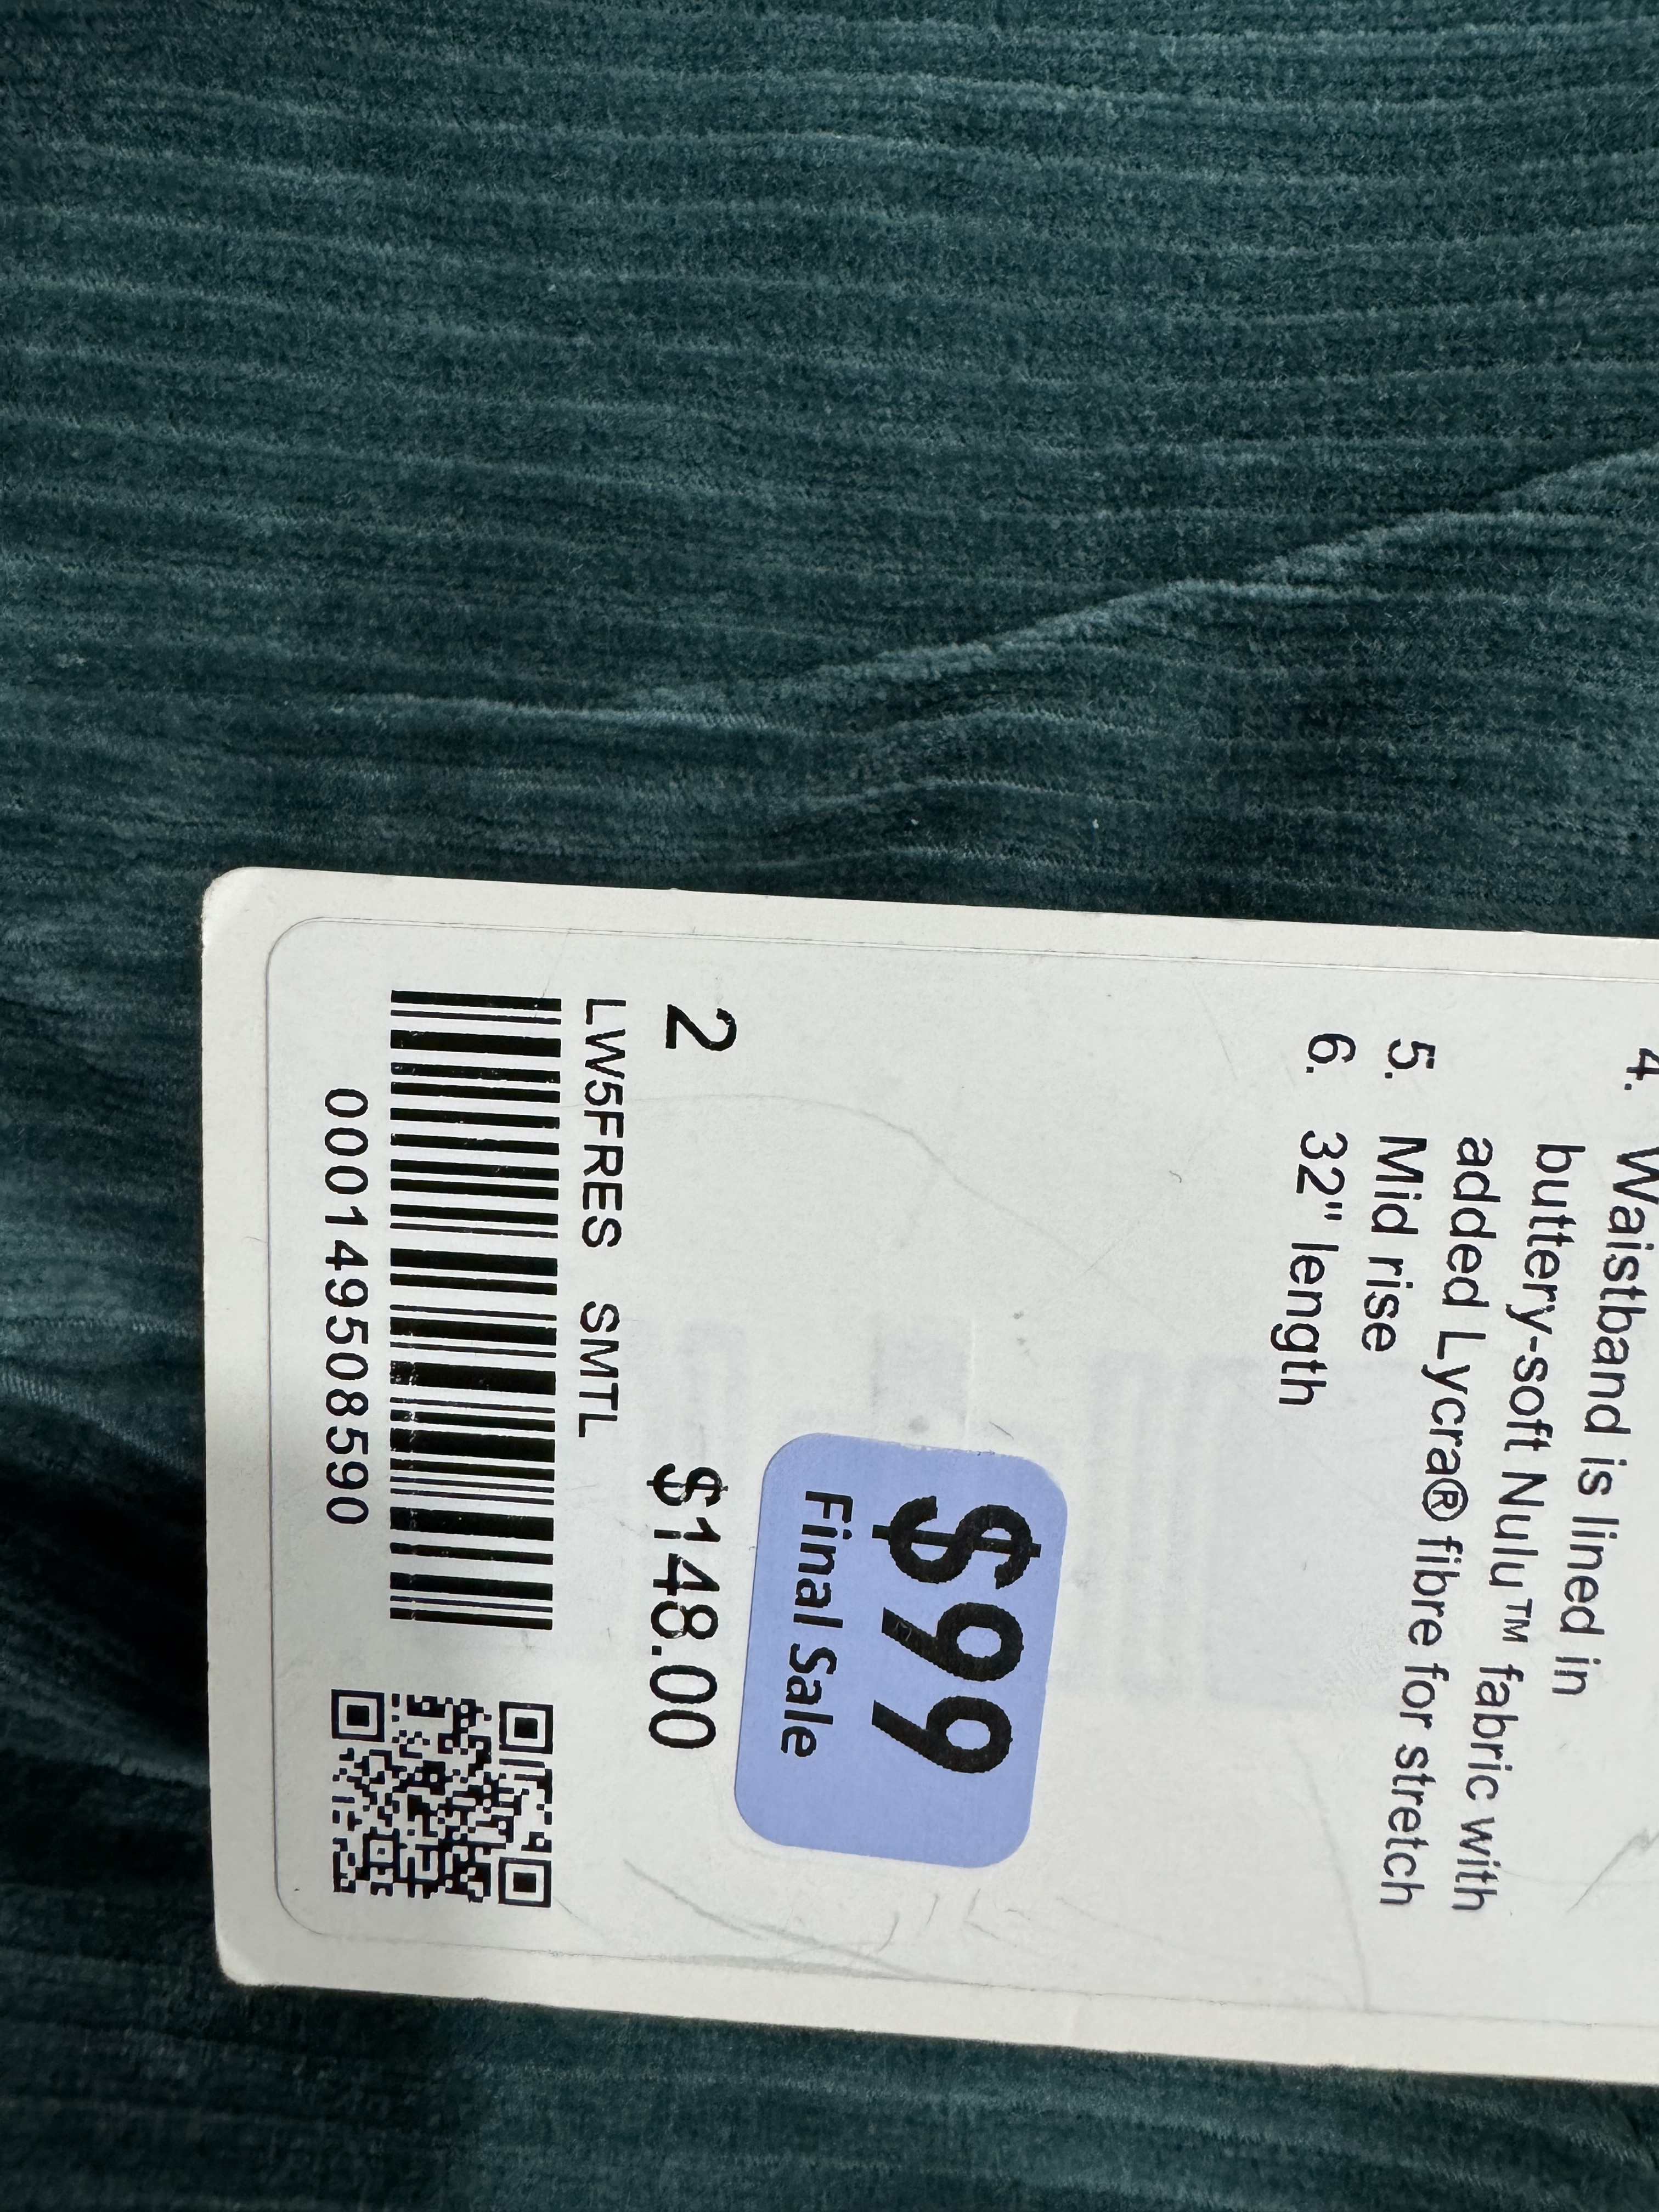 4. Waistband is lined in
buttery-soft Nulu™ fabric with
added Lycra® fibre for stretch
5. Mid rise
6. 32" length
$99
Final Sale
2 $148.00
LW5FRES SMTL
000149508590